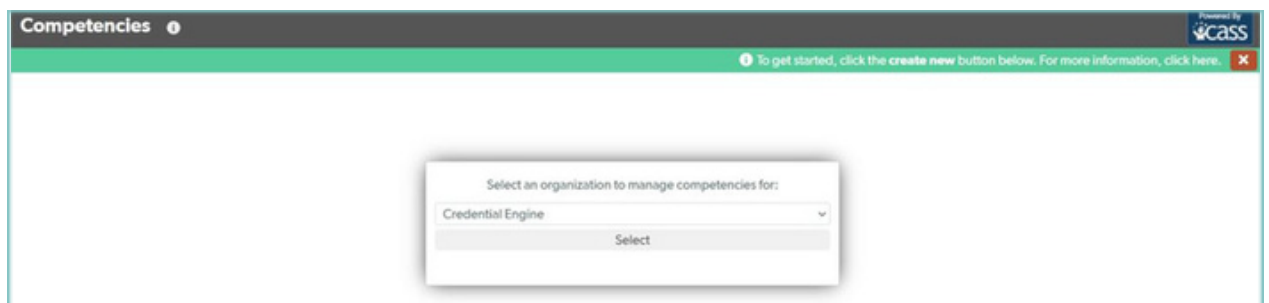 Competencies
Powered By
cass
To get started, click the create new button below. For more information, click here.
Select an organization to manage competencies for:
Credential Engine
Select